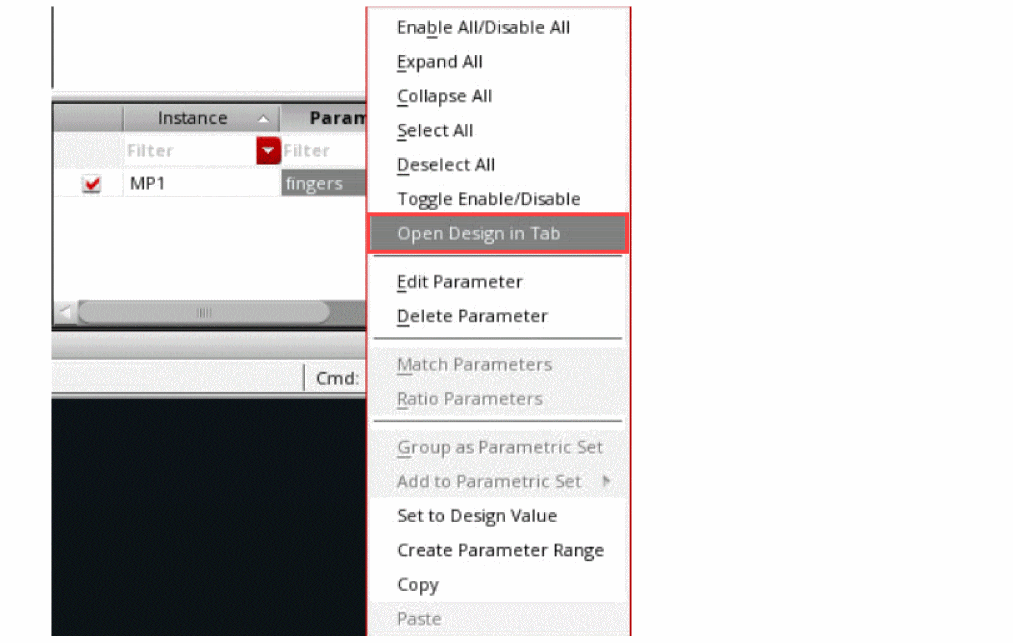 Enable All/Disable All
Expand All
Collapse All
Instance Param
Select All
Filter Filter
Deselect All
MP1 fingers
Toggle Enable/Disable
Open Design in Tab
Edit Parameter
Delete Parameter
Match Parameters
Cmd:
Ratio Parameters
Group as Parametric Set
Add to Parametric Set
Set to Design Value
Create Parameter Range
Copy
Paste